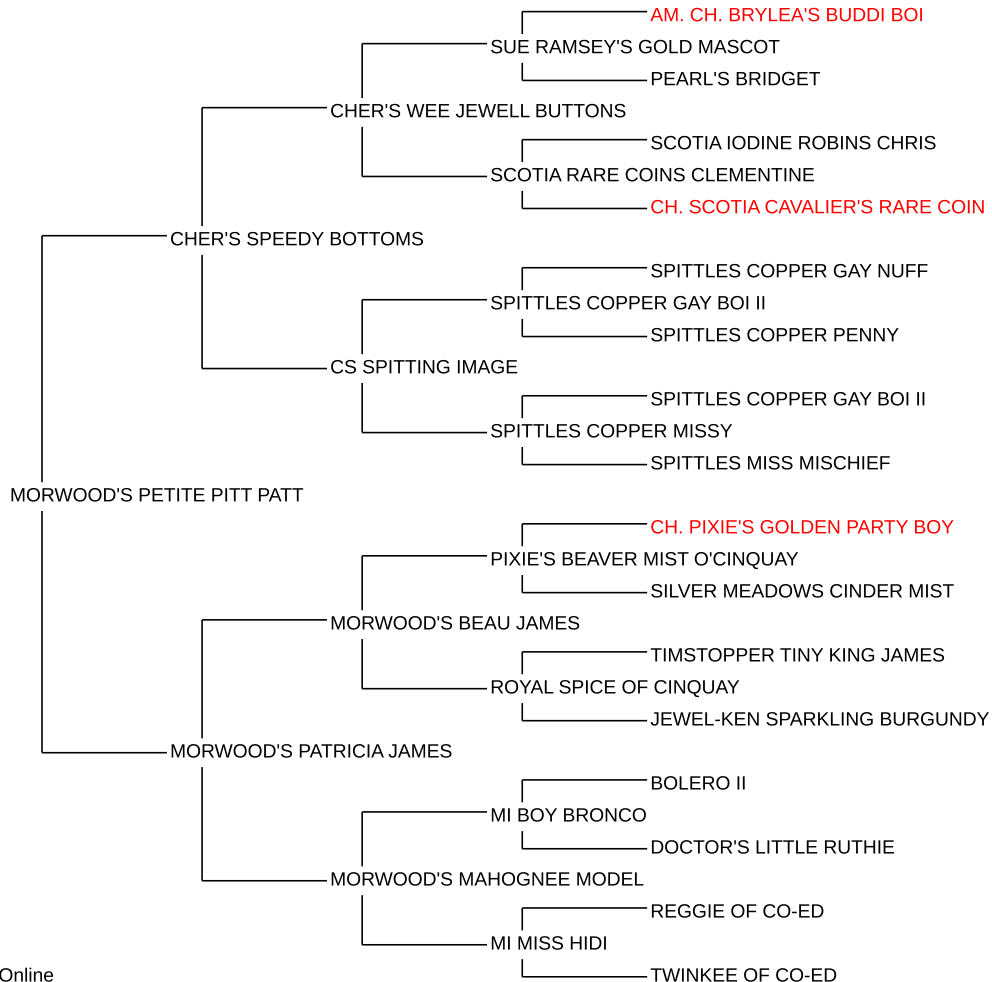 AM. CH. BRYLEA'S BUDDI BOI
SUE RAMSEY'S GOLD MASCOT
PEARL'S BRIDGET
CHER'S WEE JEWELL BUTTONS
SCOTIA IODINE ROBINS CHRIS
SCOTIA RARE COINS CLEMENTINE
CH. SCOTIA CAVALIER'S RARE COIN
CHER'S SPEEDY BOTTOMS
SPITTLES COPPER GAY NUFF
SPITTLES COPPER GAY BOI II
SPITTLES COPPER PENNY
CS SPITTING IMAGE
SPITTLES COPPER GAY BOI II
SPITTLES COPPER MISSY
SPITTLES MISS MISCHIEF
MORWOOD'S PETITE PITT PATT
CH. PIXIE'S GOLDEN PARTY BOY
PIXIE'S BEAVER MIST O'CINQUAY
SILVER MEADOWS CINDER MIST
MORWOOD'S BEAU JAMES
TIMSTOPPER TINY KING JAMES
ROYAL SPICE OF CINQUAY
JEWEL-KEN SPARKLING BURGUNDY
MORWOOD'S PATRICIA JAMES
BOLERO II
MI BOY BRONCO
DOCTOR'S LITTLE RUTHIE
MORWOOD'S MAHOGNEE MODEL
REGGIE OF CO-ED
MI MISS HIDI
TWINKEE OF CO-ED
Online